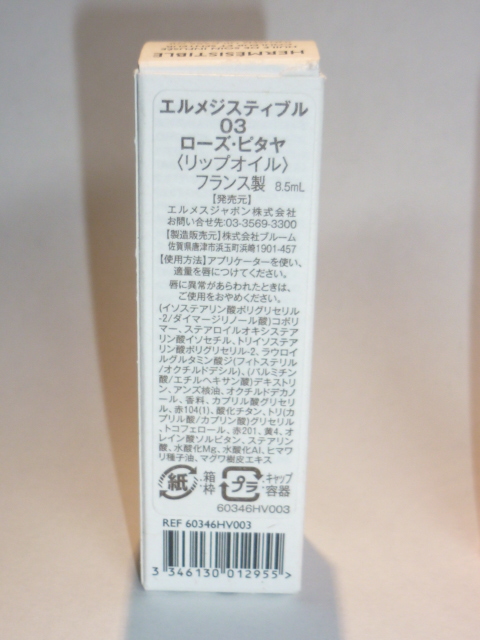 HERMÈSISTIBLE
エルメジスティブル
03
ローズ・ピタヤ
〈リップオイル〉
フランス製 8.5mL
【発売元】
エルメスジャポン株式会社
お問い合せ先:03-3569-3300
【製造販売元】株式会社ブルーム
佐賀県唐津市浜玉町浜崎1901-457
【使用方法】アプリケーターを使い、
適量を唇につけてください。
唇に異常があらわれたときは、
ご使用をおやめください。
(イソステアリン酸ポリグリセリル
-2/ダイマージリノール酸)コポリ
マー、ステアロイルオキシステア
リン酸イソセチル、トリイソステア
リン酸ポリグリセリル-2、ラウロイ
ルグルタミン酸ジ(フィトステリル
/オクチルドデシル)、(パルミチン
酸/エチルヘキサン酸)デキストリ
ン、アンズ核油、オクチルドデカノ
ール、香料、カプリル酸グリセリ
ル、赤104(1)、酸化チタン、トリ(カ
プリル酸/カプリン酸)グリセリル
、トコフェロール、赤201、黄4、オ
レイン酸ソルビタン、ステアリン
酸、水酸化Mg、水酸化Al、ヒマワ
リ種子油、マグワ樹皮エキス
紙 箱 プラ キャップ
枠 容器
60346HV003
REF 60346HV003
3 346130 012955 >